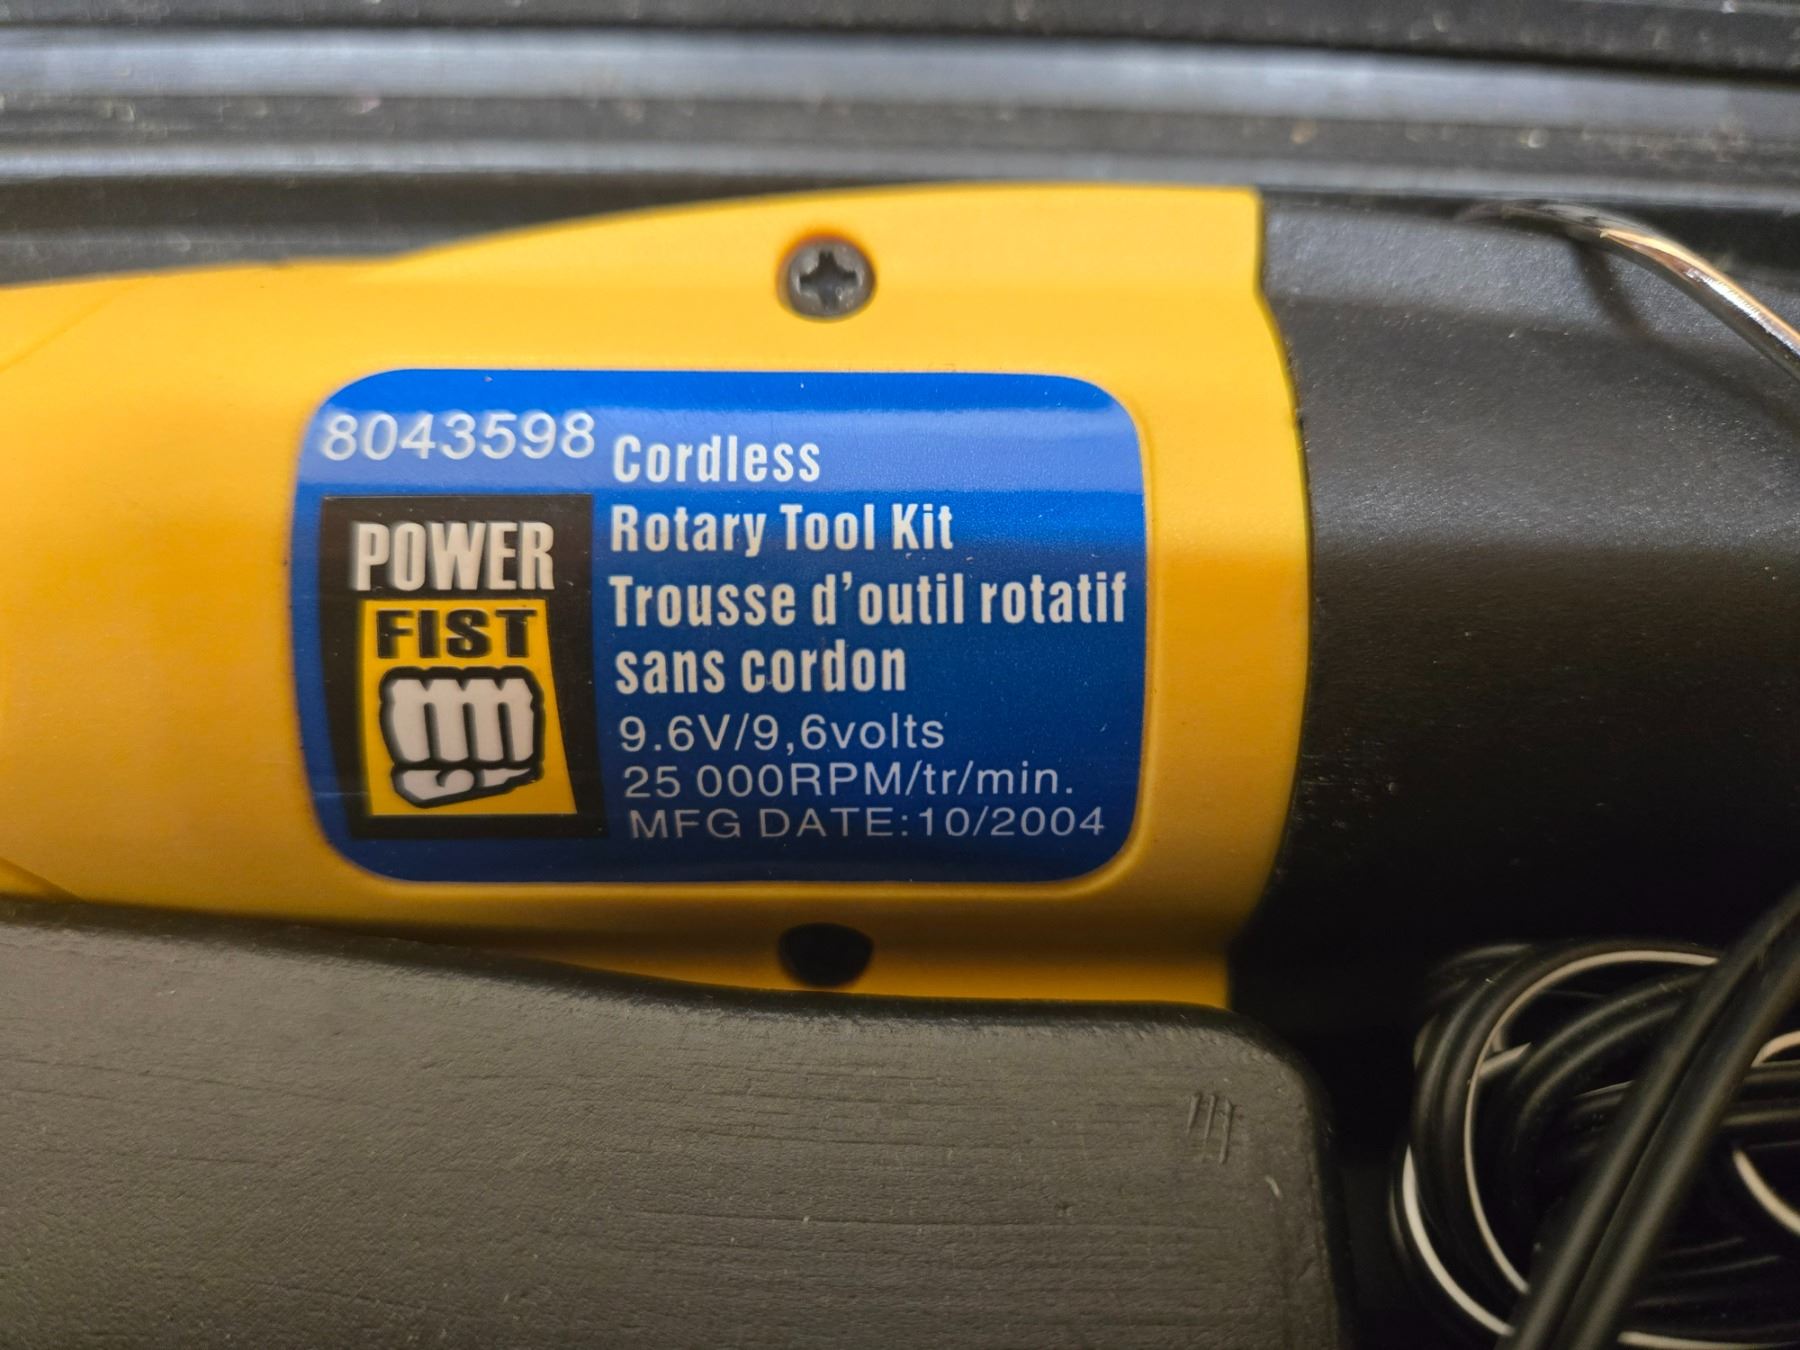 8043598
POWER
FIST
Cordless
Rotary Tool Kit
Trousse d'outil rotatif
sans cordon
9.6V/9,6volts
25 000RPM/tr/min.
MFG DATE:10/2004